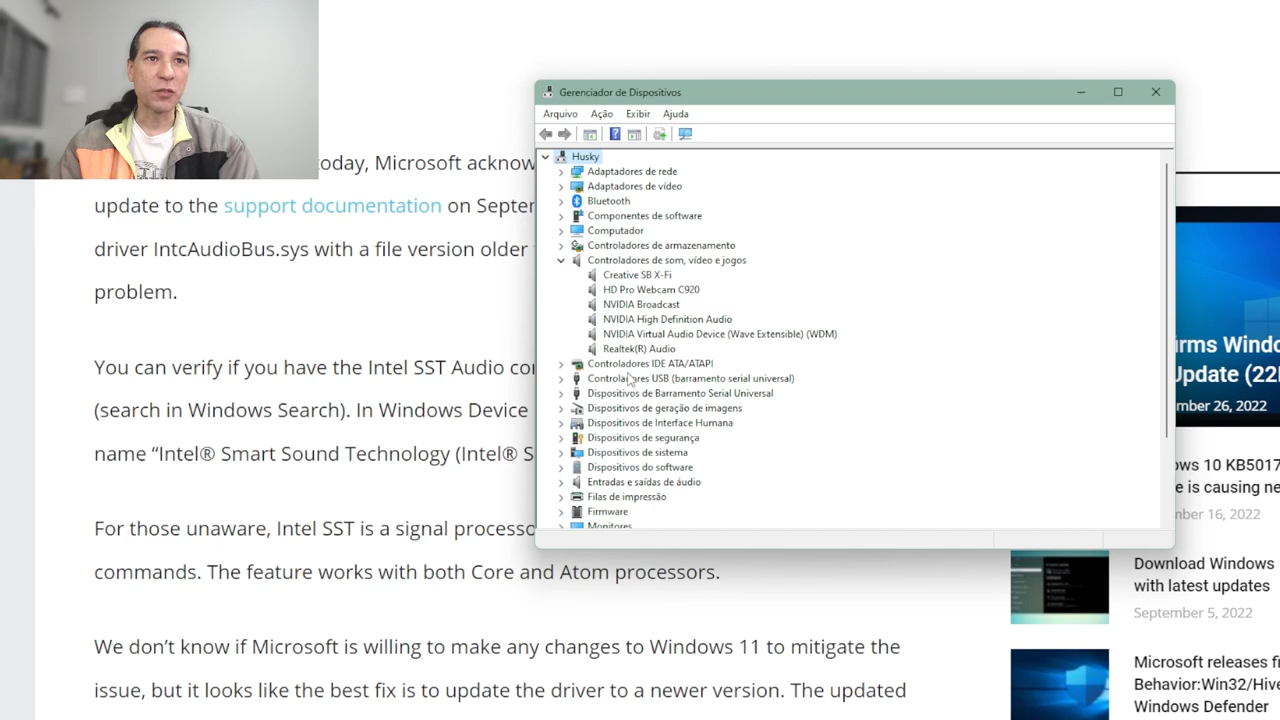 today, Microsoft acknow
update to the support documentation on Septem
driver IntcAudioBus.sys with a file version older
problem.
You can verify if you have the Intel SST Audio co
(search in Windows Search). In Windows Device
name “Intel® Smart Sound Technology (Intel® S
For those unaware, Intel SST is a signal processo
commands. The feature works with both Core and Atom processors.
We don’t know if Microsoft is willing to make any changes to Windows 11 to mitigate the
issue, but it looks like the best fix is to update the driver to a newer version. The updated
Gerenciador de Dispositivos
Arquivo Ação Exibir Ajuda
Husky
Adaptadores de rede
Adaptadores de vídeo
Bluetooth
Componentes de software
Computador
Controladores de armazenamento
Controladores de som, vídeo e jogos
Creative SB X-Fi
HD Pro Webcam C920
NVIDIA Broadcast
NVIDIA High Definition Audio
NVIDIA Virtual Audio Device (Wave Extensible) (WDM)
Realtek(R) Audio
Controladores IDE ATA/ATAPI
Controladores USB (barramento serial universal)
Dispositivos de Barramento Serial Universal
Dispositivos de geração de imagens
Dispositivos de Interface Humana
Dispositivos de segurança
Dispositivos de sistema
Dispositivos do software
Entradas e saídas de áudio
Filas de impressão
Firmware
Monitores
irms Windo
Update (22
mber 26, 2022
ows 10 KB5017
e is causing ne
mber 16, 2022
Download Windows
with latest updates
September 5, 2022
Microsoft releases fi
Behavior:Win32/Hive
Windows Defender